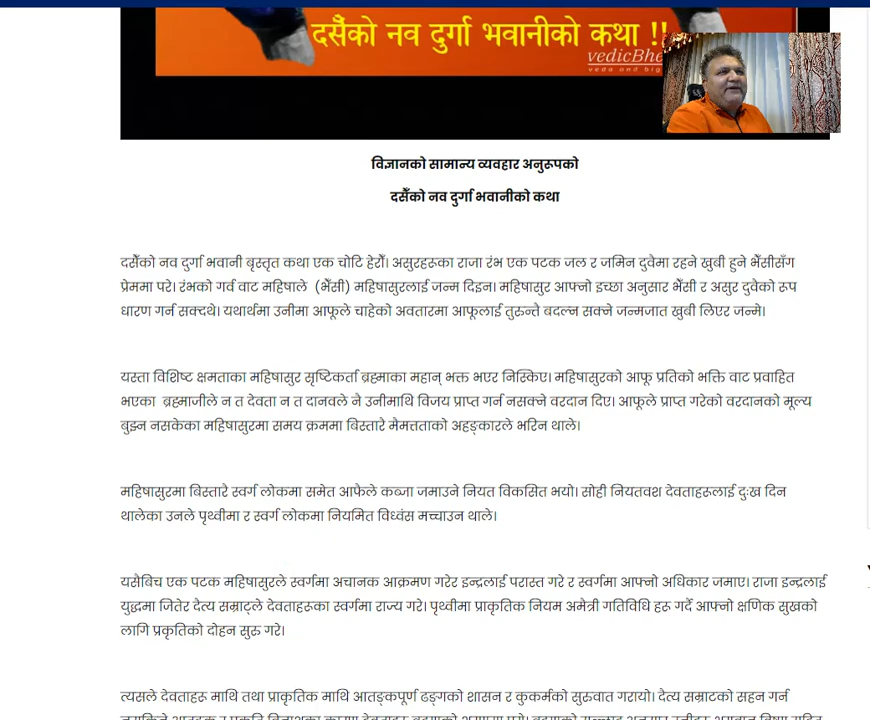 दसैंको नव दुर्गा भवानीको कथा !!
vedicBhe
veda and big
विज्ञानको सामान्य व्यवहार अनुरूपको
दसैंको नव दुर्गा भवानीको कथा
दसैंको नव दुर्गा भवानी बृस्तृत कथा एक चोटि हेरौं। असुरहरूका राजा रंभ एक पटक जल र जमिन दुवैमा रहने खुबी हुने भैंसीसँग
प्रेममा परे। रंभको गर्व वाट महिषाले (भैंसी) महिषासुरलाई जन्म दिइन। महिषासुर आफ्नो इच्छा अनुसार भैंसी र असुर दुवैको रूप
धारण गर्न सक्दथे। यथार्थमा उनीमा आफूले चाहेको अवतारमा आफूलाई तुरुन्तै बदल्न सक्ने जन्मजात खुबी लिएर जन्मे।
यस्ता विशिष्ट क्षमताका महिषासुर सृष्टिकर्ता ब्रह्माका महान् भक्त भएर निस्किए। महिषासुरको आफू प्रतिको भक्ति वाट प्रवाहित
भएका ब्रह्माजीले न त देवता न त दानवले नै उनीमाथि विजय प्राप्त गर्न नसक्ने वरदान दिए। आफूले प्राप्त गरेको वरदानको मूल्य
बुझ्न नसकेका महिषासुरमा समय क्रममा बिस्तारै मैमत्तताको अहङ्कारले भरिन थाले।
महिषासुरमा बिस्तारै स्वर्ग लोकमा समेत आफैले कब्जा जमाउने नियत विकसित भयो। सोही नियतवश देवताहरूलाई दुःख दिन
थालेका उनले पृथ्वीमा र स्वर्ग लोकमा नियमित विध्वंस मच्चाउन थाले।
यसैबिच एक पटक महिषासुरले स्वर्गमा अचानक आक्रमण गरेर इन्द्रलाई परास्त गरे र स्वर्गमा आफ्नो अधिकार जमाए। राजा इन्द्रलाई
युद्धमा जितेर दैत्य सम्राट्ले देवताहरूका स्वर्गमा राज्य गरे। पृथ्वीमा प्राकृतिक नियम अमैत्री गतिविधि हरू गर्दै आफ्नो क्षणिक सुखको
लागि प्रकृतिको दोहन सुरु गरे।
त्यसले देवताहरू माथि तथा प्राकृतिक माथि आतङ्कपूर्ण ढङ्गको शासन र कुकर्मको सुरुवात गरायो। दैत्य सम्राटको सहन गर्न